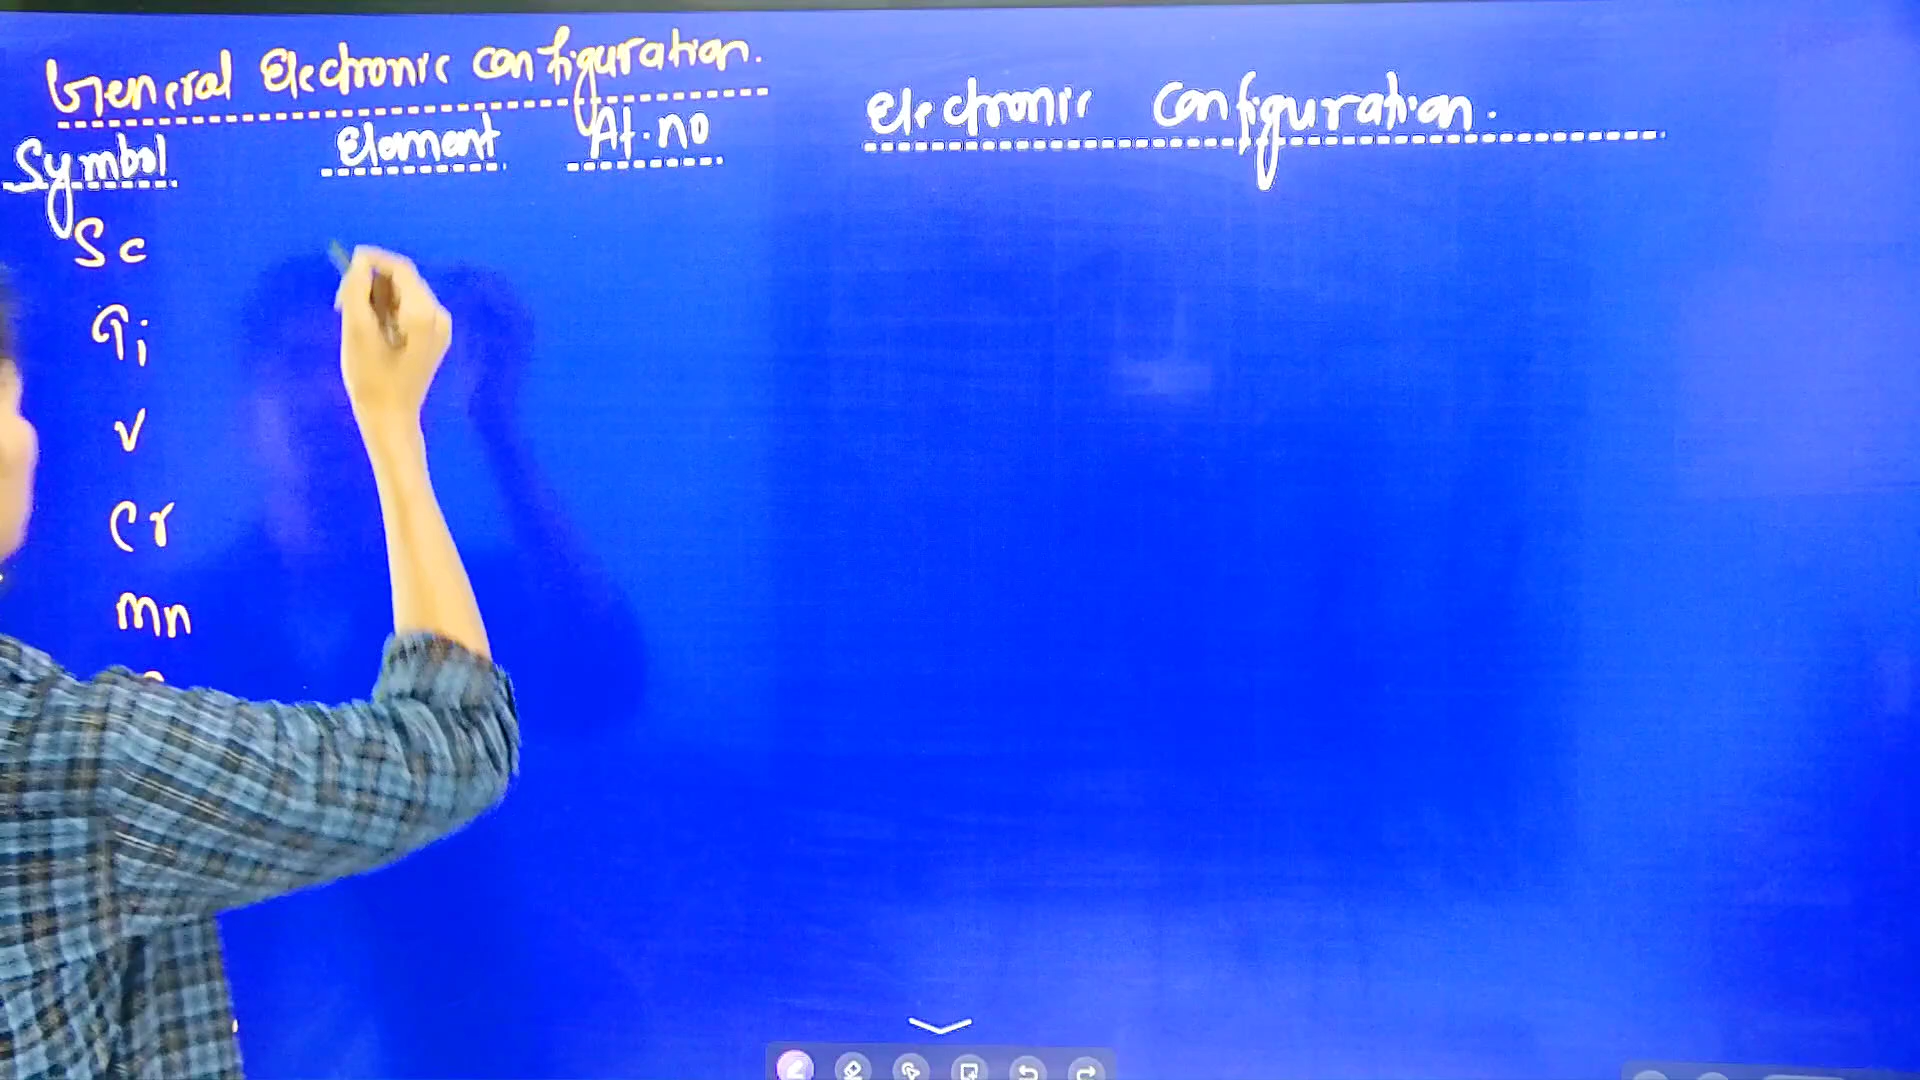 General Electronic configuration.
Symbol Element At.no Electronic configuration.
Sc
Ti
V
Cr
Mn